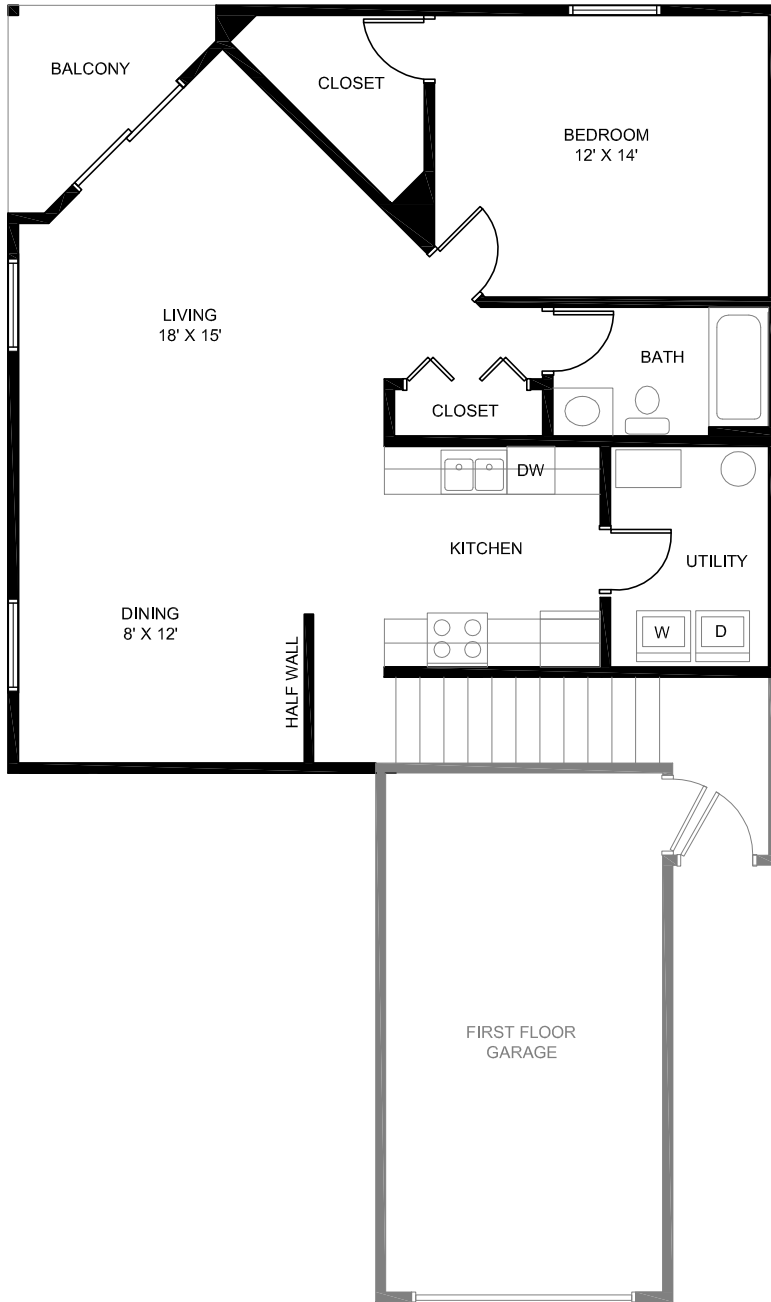 BALCONY
CLOSET
BEDROOM
12' X 14'
LIVING
18' X 15'
BATH
CLOSET
DW
KITCHEN
UTILITY
DINING
8' X 12'
HALF WALL
W
D
FIRST FLOOR
GARAGE